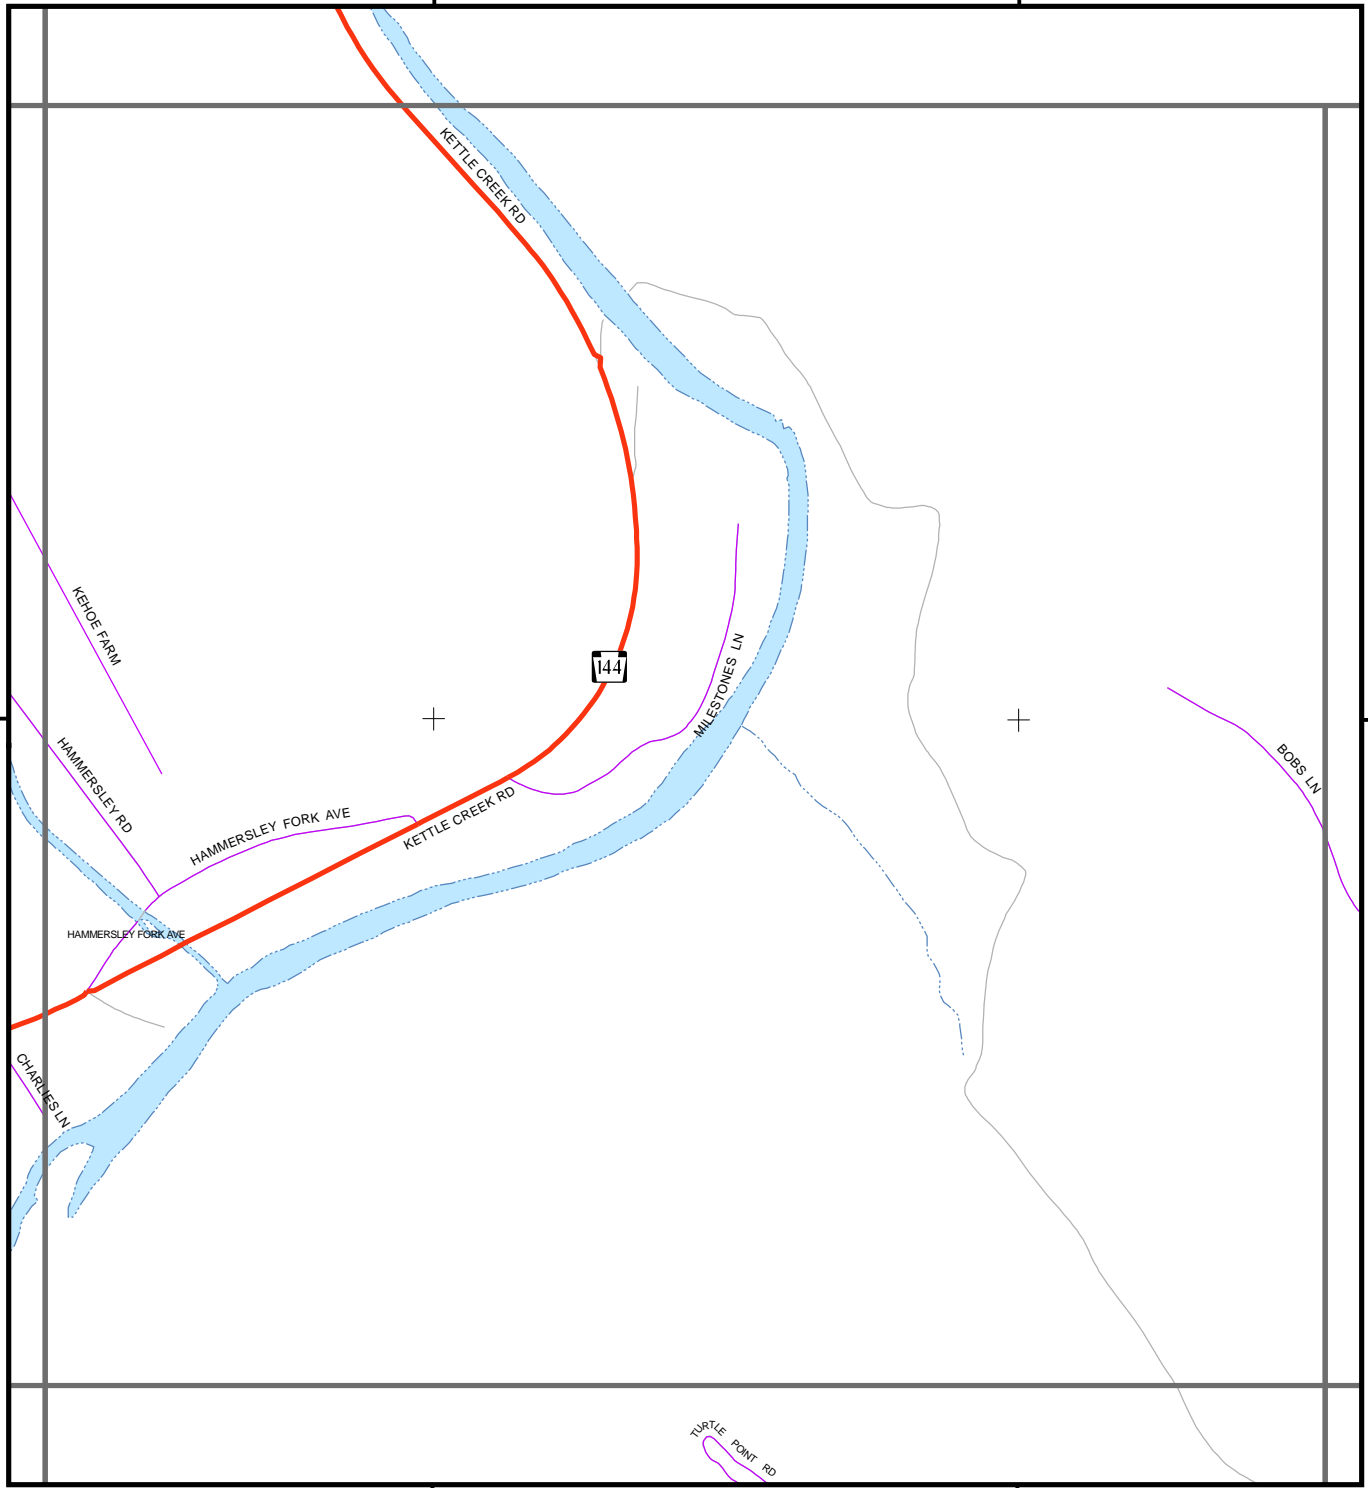 KETTLE CREEK RD
KEHOE FARM
144
MILESTONES LN
HAMMERSLEY RD
BOBS LN
HAMMERSLEY FORK AVE
KETTLE CREEK RD
HAMMERSLEY FORK AVE
CHARLIES LN
TURTLE POINT RD